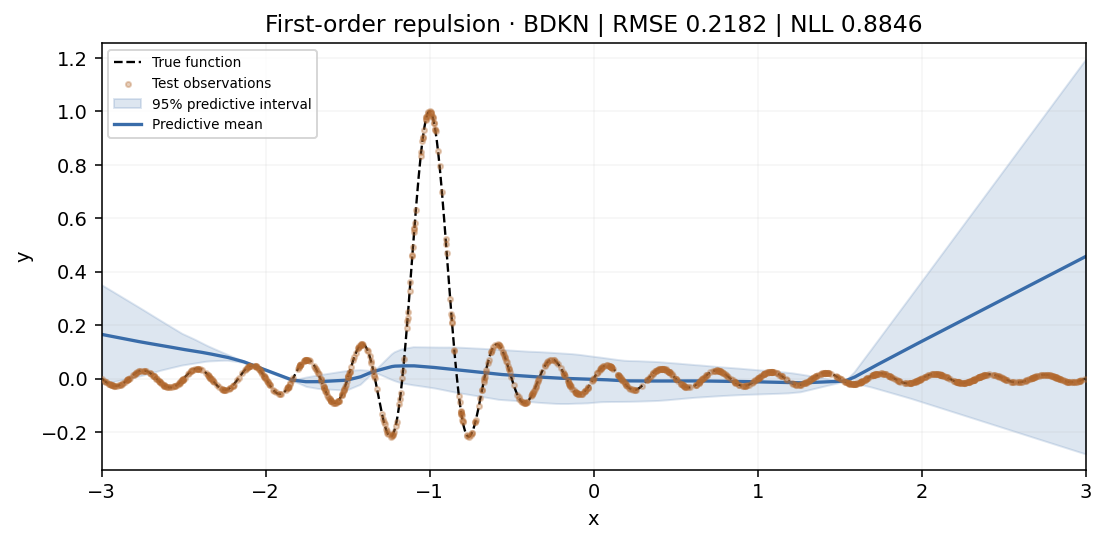 First-order repulsion · BDKN | RMSE 0.2182 | NLL 0.8846
True function
Test observations
95% predictive interval
Predictive mean
y
1.2
1.0
0.8
0.6
0.4
0.2
0.0
−0.2
−3
−2
−1
0
1
2
3
x